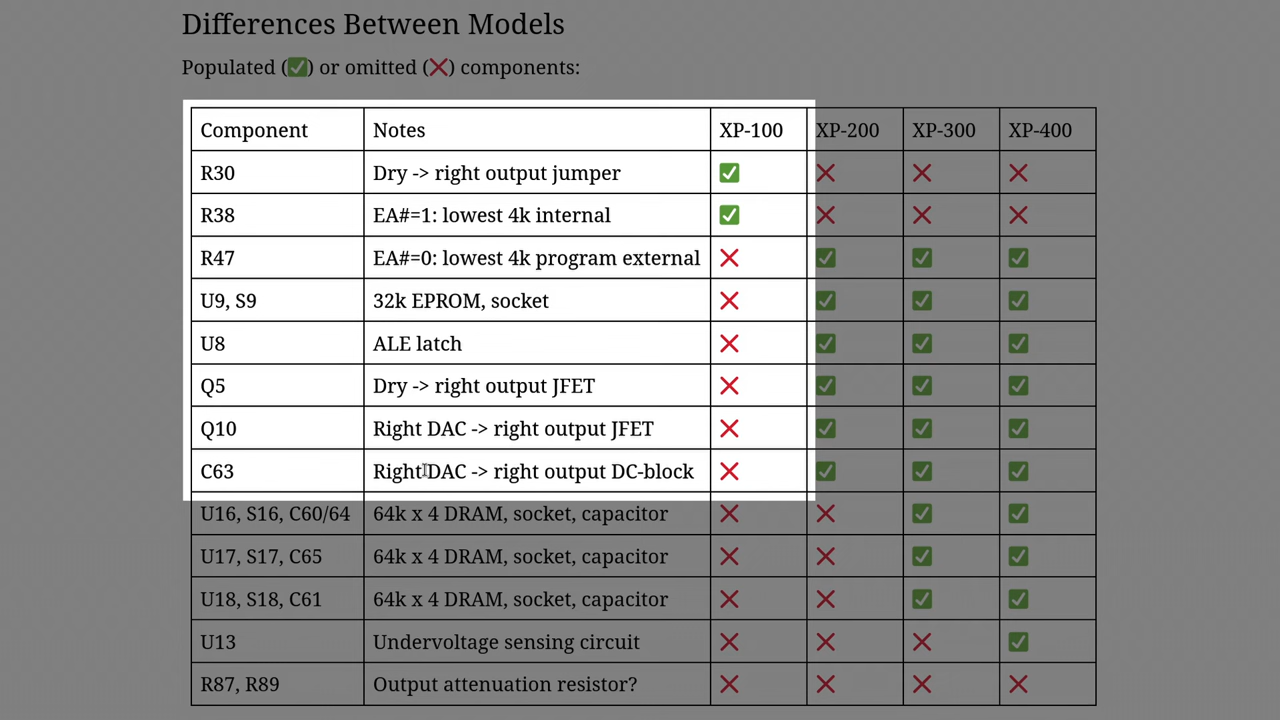 Differences Between Models
Populated (✅) or omitted (❌) components:
Component Notes XP-100 XP-200 XP-300 XP-400
R30 Dry -> right output jumper ✅ ❌ ❌ ❌
R38 EA#=1: lowest 4k internal ✅ ❌ ❌ ❌
R47 EA#=0: lowest 4k program external ❌ ✅ ✅ ✅
U9, S9 32k EPROM, socket ❌ ✅ ✅ ✅
U8 ALE latch ❌ ✅ ✅ ✅
Q5 Dry -> right output JFET ❌ ✅ ✅ ✅
Q10 Right DAC -> right output JFET ❌ ✅ ✅ ✅
C63 Right DAC -> right output DC-block ❌ ✅ ✅ ✅
U16, S16, C60/64 64k x 4 DRAM, socket, capacitor ❌ ❌ ✅ ✅
U17, S17, C65 64k x 4 DRAM, socket, capacitor ❌ ❌ ✅ ✅
U18, S18, C61 64k x 4 DRAM, socket, capacitor ❌ ❌ ✅ ✅
U13 Undervoltage sensing circuit ❌ ❌ ❌ ✅
R87, R89 Output attenuation resistor? ❌ ❌ ❌ ❌